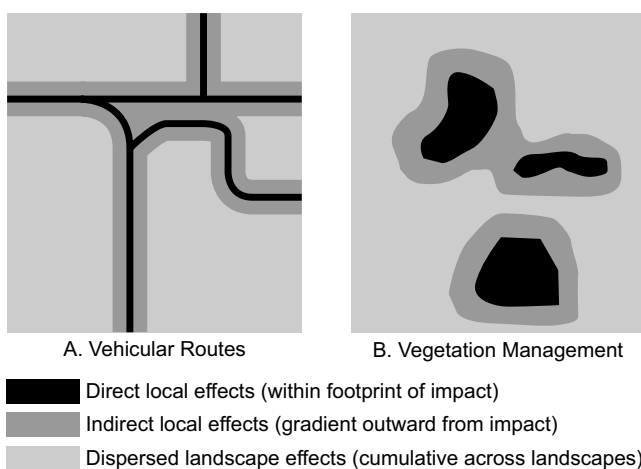 A. Vehicular Routes
B. Vegetation Management
Direct local effects (within footprint of impact)
Indirect local effects (gradient outward from impact)
Dispersed landscape effects (cumulative across landscapes)